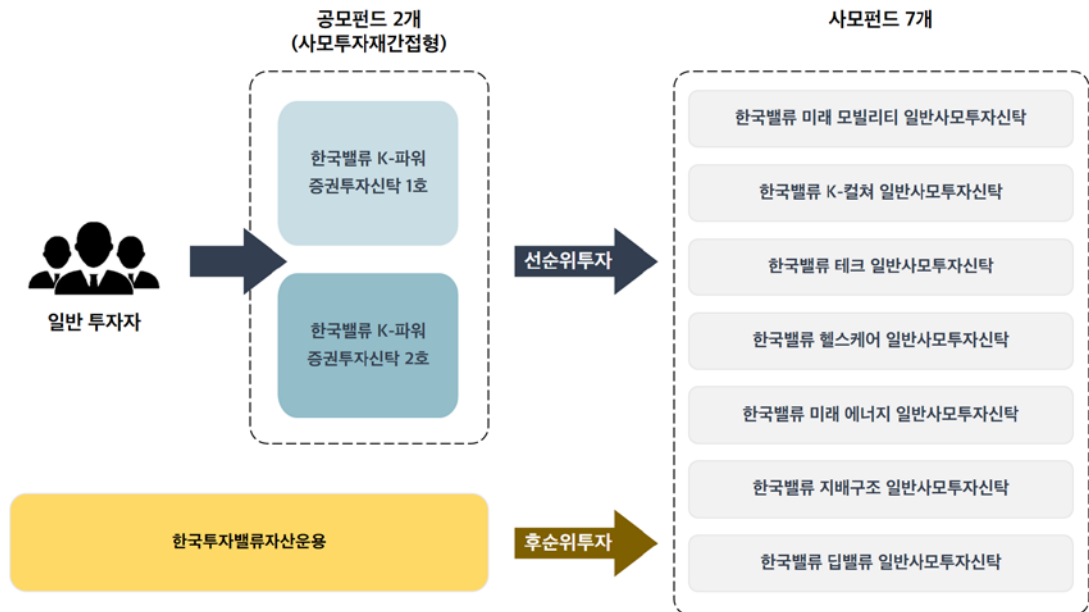 공모펀드 2개
(사모투자재간접형)
사모펀드 7개
한국밸류 K-파워
증권투자신탁 1호
한국밸류 K-파워
증권투자신탁 2호
일반 투자자
선순위투자
한국밸류 미래 모빌리티 일반사모투자신탁
한국밸류 K-컬쳐 일반사모투자신탁
한국밸류 테크 일반사모투자신탁
한국밸류 헬스케어 일반사모투자신탁
한국밸류 미래 에너지 일반사모투자신탁
한국밸류 지배구조 일반사모투자신탁
한국밸류 딥밸류 일반사모투자신탁
한국투자밸류자산운용
후순위투자